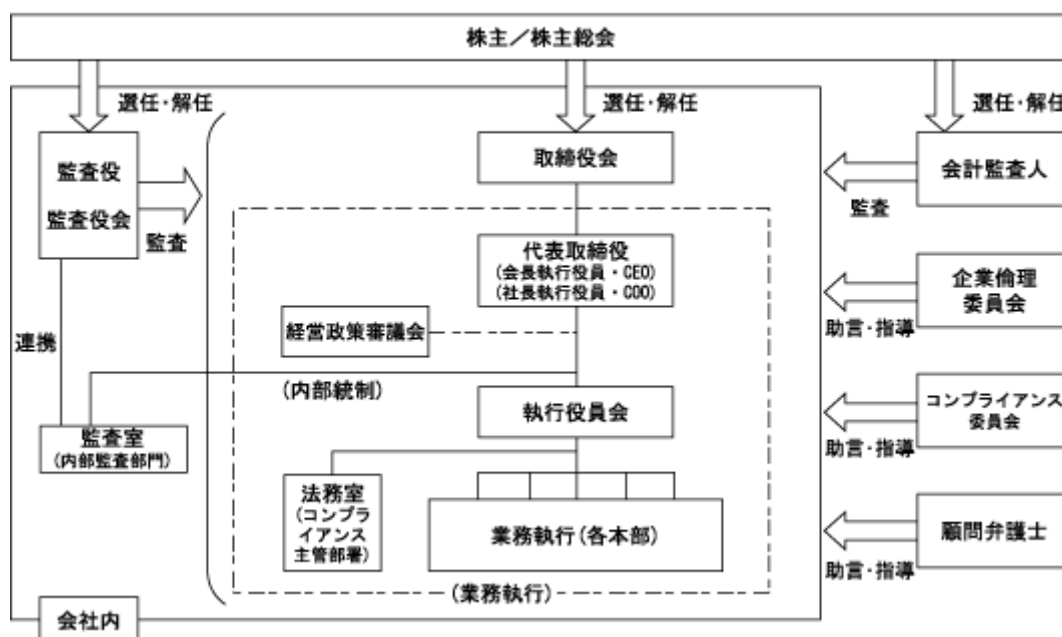 株主／株主総会
選任・解任
選任・解任
選任・解任
監査役
監査役会
監査
取締役会
会計監査人
監査
代表取締役
(会長執行役員・CEO)
(社長執行役員・COO)
企業倫理
委員会
助言・指導
経営政策審議会
連携
(内部統制)
執行役員会
コンプライアンス
委員会
助言・指導
監査室
(内部監査部門)
法務室
(コンプラ
イアンス
主管部署)
業務執行(各本部)
顧問弁護士
助言・指導
(業務執行)
会社内